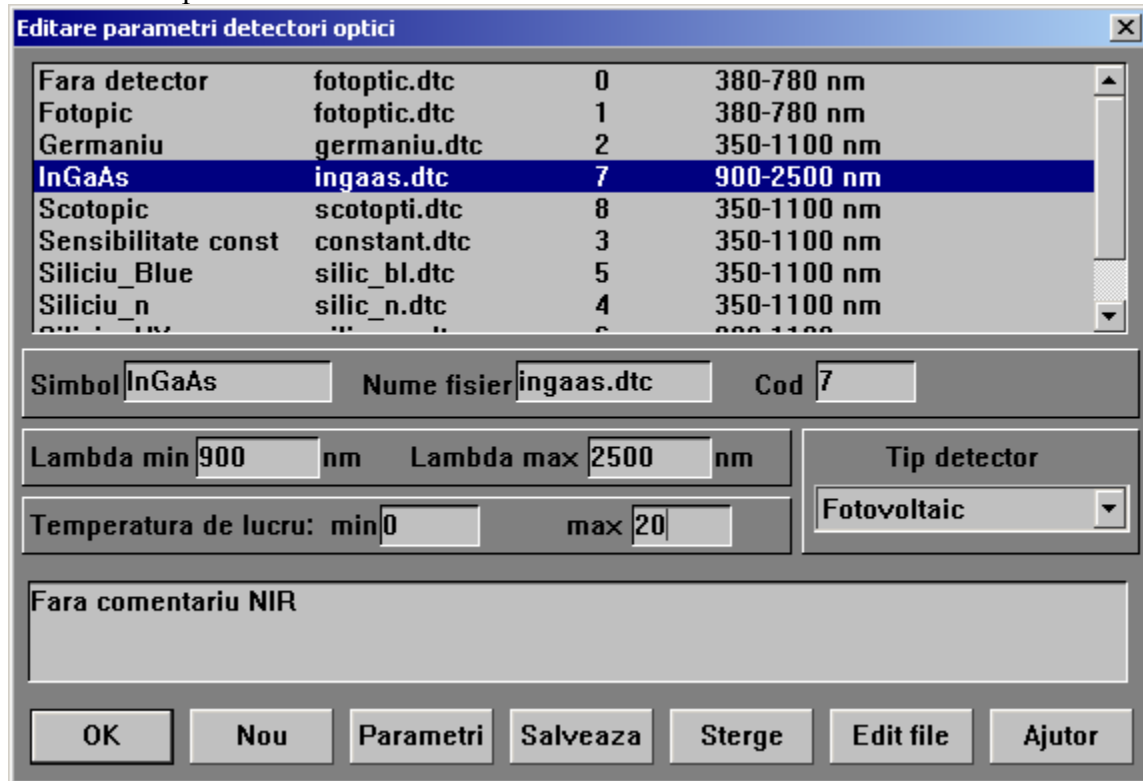 Editare parametri detectori optici
Fara detector fotoptic.dtc 0 380-780 nm
Fotopic fotoptic.dtc 1 380-780 nm
Germaniu germaniu.dtc 2 350-1100 nm
InGaAs ingaas.dtc 7 900-2500 nm
Scotopic scotopti.dtc 8 350-1100 nm
Sensibilitate const constant.dtc 3 350-1100 nm
Siliciu_Blue silic_bl.dtc 5 350-1100 nm
Siliciu_n silic_n.dtc 4 350-1100 nm
Simbol InGaAs Nume fisier ingaas.dtc Cod 7
Lambda min 900 nm Lambda max 2500 nm
Tip detector
Fotovoltaic
Temperatura de lucru: min 0 max 20
Fara comentariu NIR
OK Nou Parametri Salveaza Sterge Edit file Ajutor